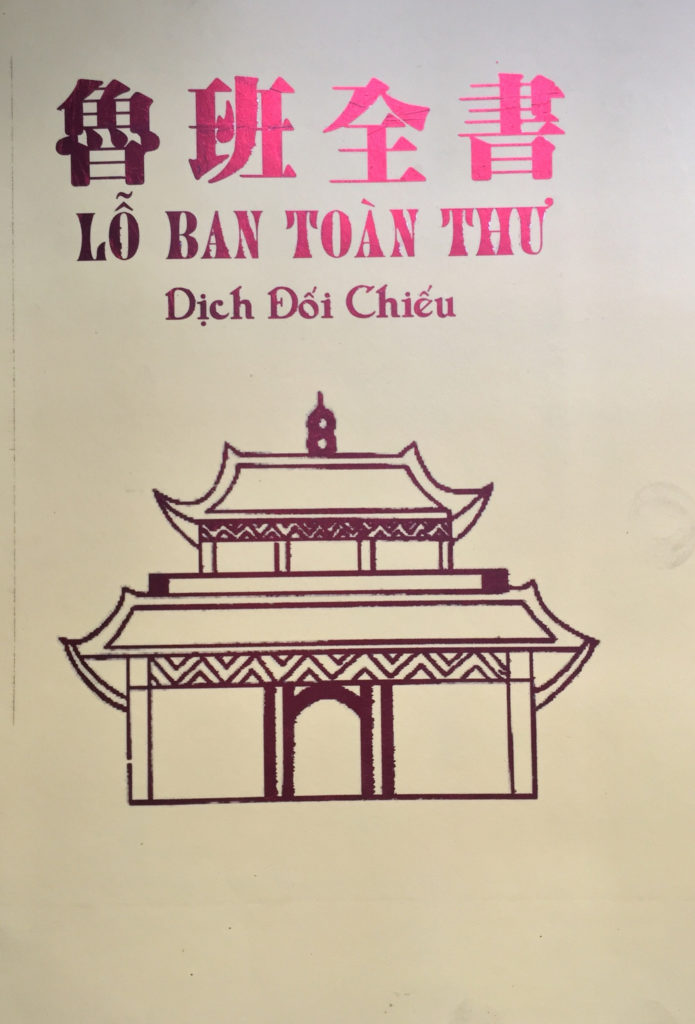 魯班全書
LỖ BAN TOÀN THƯ
Dịch Đối Chiếu